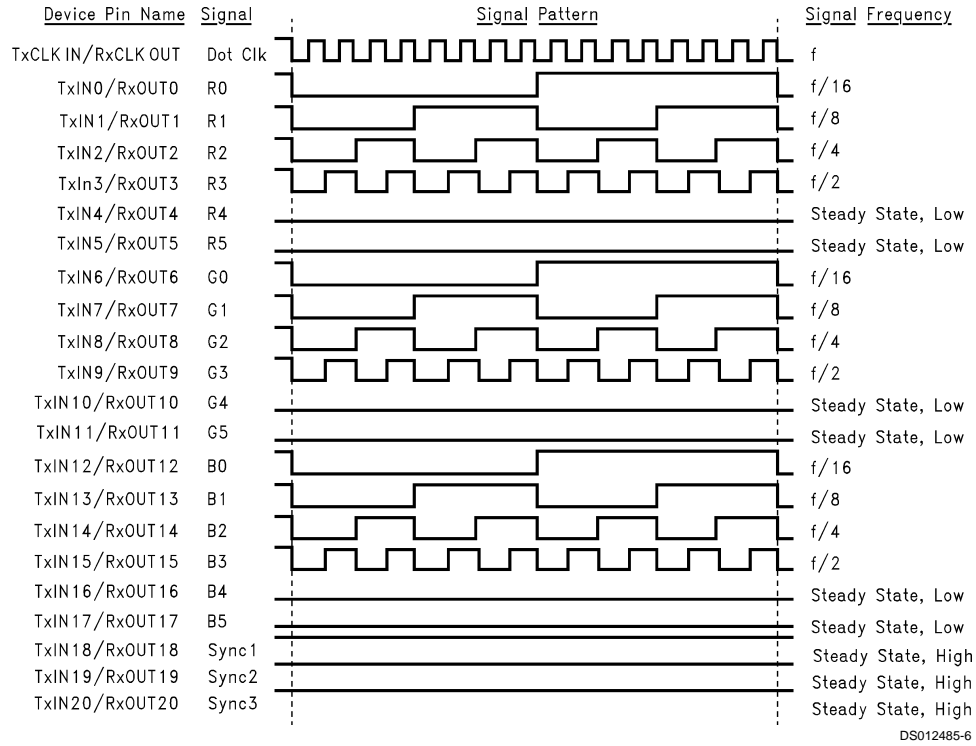 Device Pin Name Signal Signal Pattern Signal Frequency
TxCLK IN/RxCLK OUT Dot Clk f
TxIN0/RxOUT0 R0 f/16
TxIN1/RxOUT1 R1 f/8
TxIN2/RxOUT2 R2 f/4
TxIn3/RxOUT3 R3 f/2
TxIN4/RxOUT4 R4 Steady State, Low
TxIN5/RxOUT5 R5 Steady State, Low
TxIN6/RxOUT6 G0 f/16
TxIN7/RxOUT7 G1 f/8
TxIN8/RxOUT8 G2 f/4
TxIN9/RxOUT9 G3 f/2
TxIN10/RxOUT10 G4 Steady State, Low
TxIN11/RxOUT11 G5 Steady State, Low
TxIN12/RxOUT12 B0 f/16
TxIN13/RxOUT13 B1 f/8
TxIN14/RxOUT14 B2 f/4
TxIN15/RxOUT15 B3 f/2
TxIN16/RxOUT16 B4 Steady State, Low
TxIN17/RxOUT17 B5 Steady State, Low
TxIN18/RxOUT18 Sync1 Steady State, High
TxIN19/RxOUT19 Sync2 Steady State, High
TxIN20/RxOUT20 Sync3 Steady State, High
DS012485-6